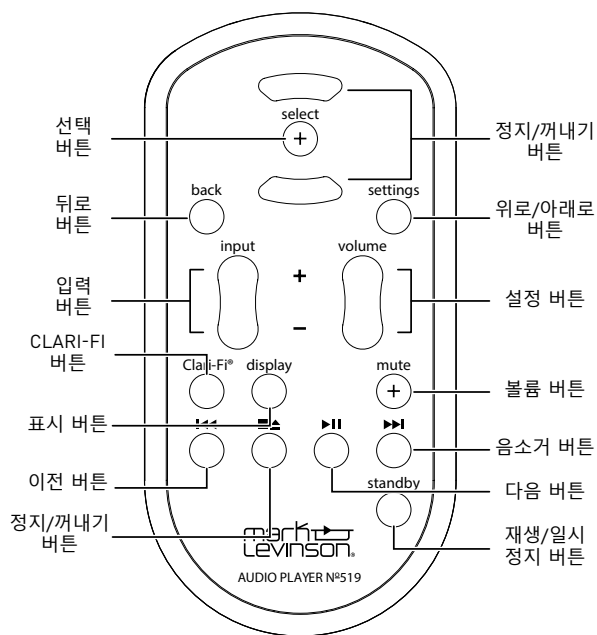 select
선택
버튼
정지/꺼내기
버튼
back
settings
뒤로
버튼
위로/아래로
버튼
input
volume
+
–
입력
버튼
설정 버튼
CLARI-FI
버튼
Clari-Fi®
display
mute
표시 버튼
볼륨 버튼
이전 버튼
음소거 버튼
standby
다음 버튼
정지/꺼내기
버튼
재생/일시
정지 버튼
mark
Levinson®
AUDIO PLAYER Nº519